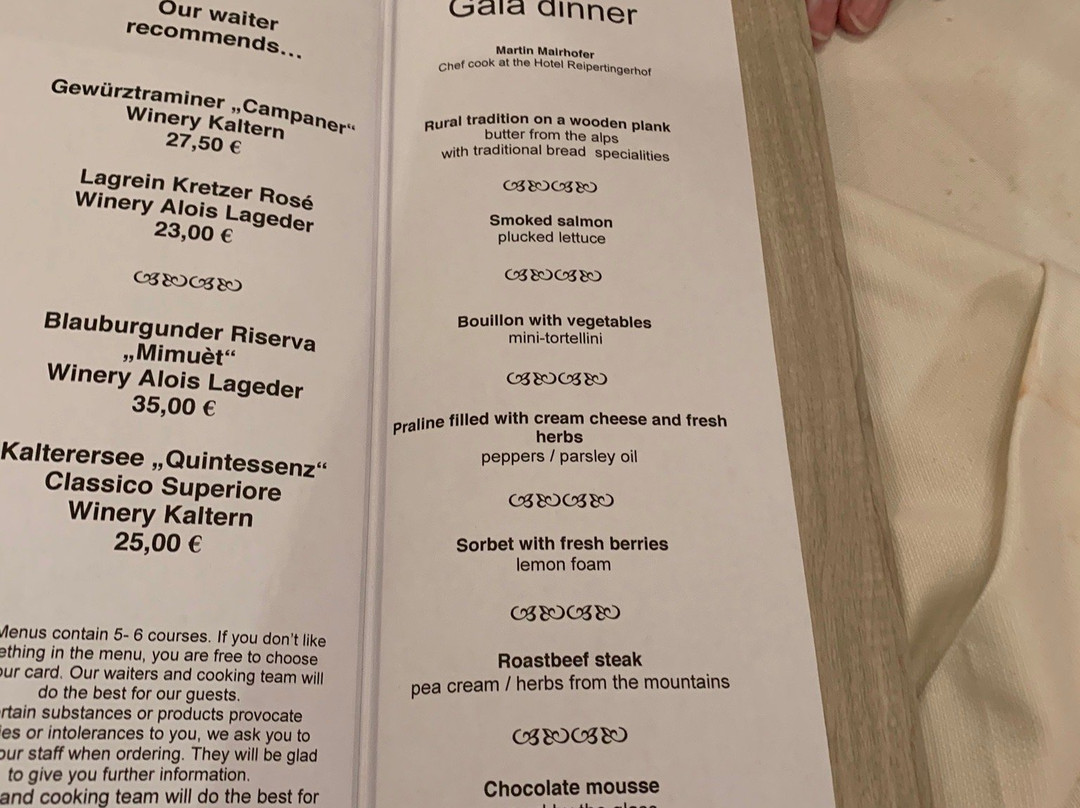 Our waiter
recommends...
Gewürztraminer „Campaner“
Winery Kaltern
27,50 €
Lagrein Kretzer Rosé
Winery Alois Lageder
23,00 €
Blauburgunder Riserva
„Mimuèt“
Winery Alois Lageder
35,00 €
Kalterersee „Quintessenz“
Classico Superiore
Winery Kaltern
25,00 €
Menus contain 5- 6 courses. If you don't like
ething in the menu, you are free to choose
our card. Our waiters and cooking team will
do the best for our guests.
rtain substances or products provocate
ies or intolerances to you, we ask you to
our staff when ordering. They will be glad
to give you further information.
and cooking team will do the best for
Gala dinner
Martin Mairhofer
Chef cook at the Hotel Reipertingerhof
Rural tradition on a wooden plank
butter from the alps
with traditional bread specialities
Smoked salmon
plucked lettuce
Bouillon with vegetables
mini-tortellini
Praline filled with cream cheese and fresh
herbs
peppers / parsley oil
Sorbet with fresh berries
lemon foam
Roastbeef steak
pea cream / herbs from the mountains
Chocolate mousse